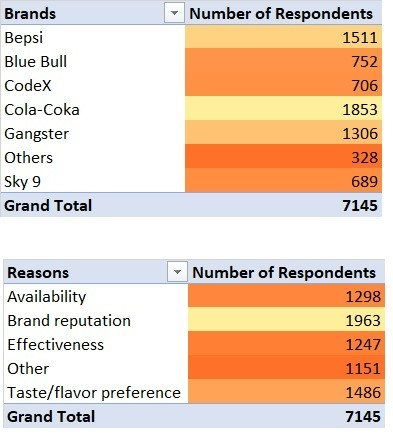 Brands Number of Respondents
Bepsi 1511
Blue Bull 752
CodeX 706
Cola-Coka 1853
Gangster 1306
Others 328
Sky 9 689
Grand Total 7145
Reasons Number of Respondents
Availability 1298
Brand reputation 1963
Effectiveness 1247
Other 1151
Taste/flavor preference 1486
Grand Total 7145